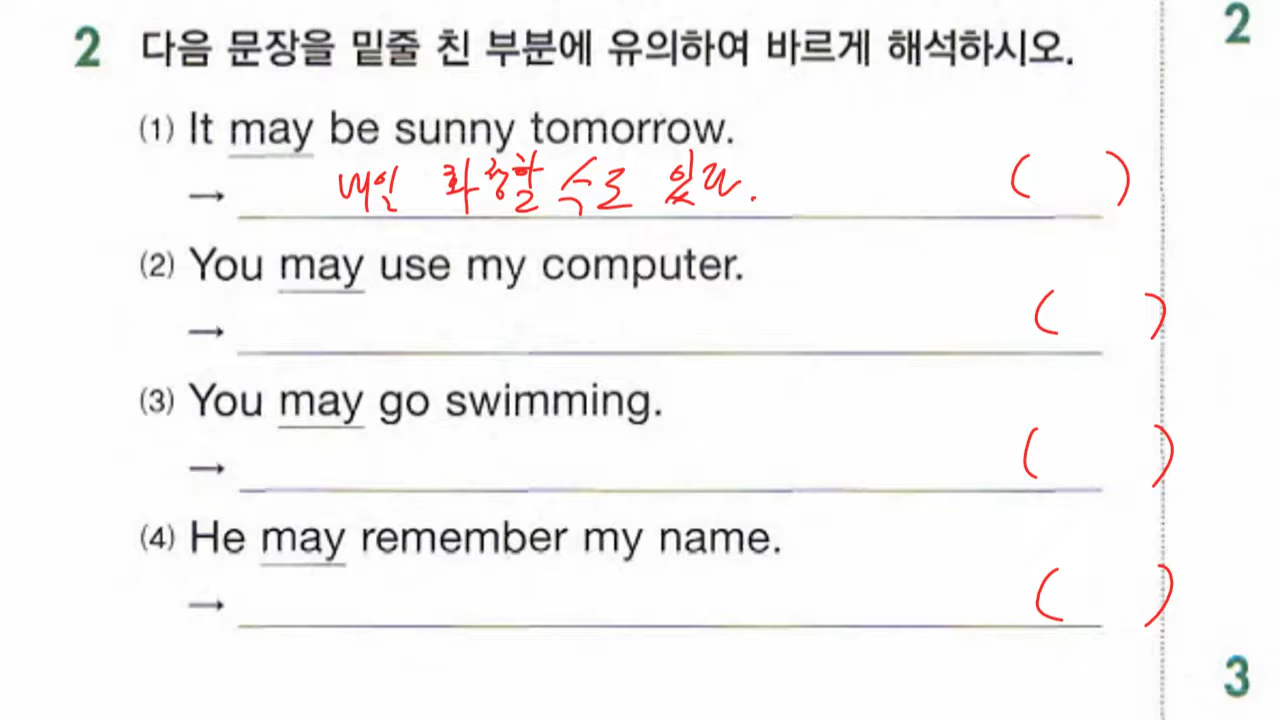 2 다음 문장을 밑줄 친 부분에 유의하여 바르게 해석하시오.
2
(1) It may be sunny tomorrow.
→ 내일 화창할 수도 있다. ( )
(2) You may use my computer.
→ ( )
(3) You may go swimming.
→ ( )
(4) He may remember my name.
→ ( )
3